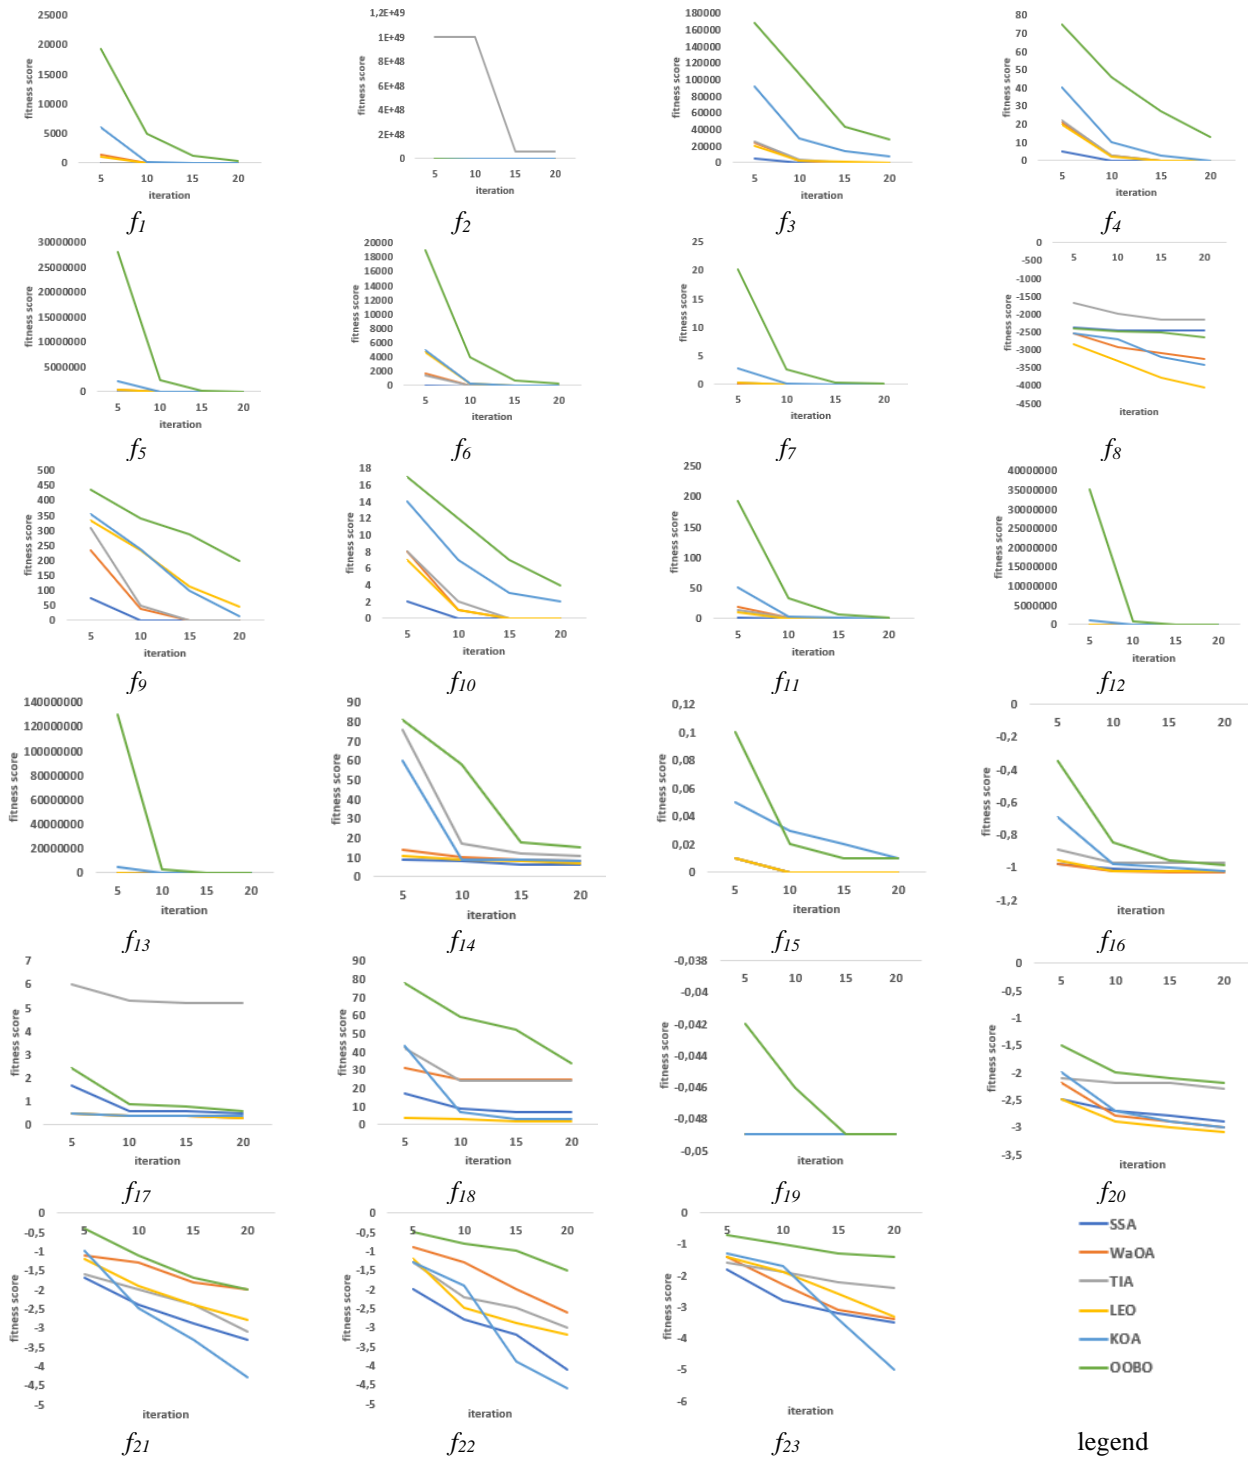 25000
20000
15000
10000
5000
0
fitness score
5 10 15 20
iteration
f1
1,2E+49
1E+49
8E+48
6E+48
4E+48
2E+48
0
fitness score
5 10 15 20
iteration
f2
180000
160000
140000
120000
100000
80000
60000
40000
20000
0
fitness score
5 10 15 20
iteration
f3
80
70
60
50
40
30
20
10
0
fitness score
5 10 15 20
iteration
f4
30000000
25000000
20000000
15000000
10000000
5000000
0
fitness score
5 10 15 20
iteration
f5
20000
18000
16000
14000
12000
10000
8000
6000
4000
2000
0
fitness score
5 10 15 20
iteration
f6
25
20
15
10
5
0
fitness score
5 10 15 20
iteration
f7
0
-500
-1000
-1500
-2000
-2500
-3000
-3500
-4000
-4500
fitness score
5 10 15 20
iteration
f8
500
450
400
350
300
250
200
150
100
50
0
fitness score
5 10 15 20
iteration
f9
18
16
14
12
10
8
6
4
2
0
fitness score
5 10 15 20
iteration
f10
250
200
150
100
50
0
fitness score
5 10 15 20
iteration
f11
40000000
35000000
30000000
25000000
20000000
15000000
10000000
5000000
0
fitness score
5 10 15 20
iteration
f12
140000000
120000000
100000000
80000000
60000000
40000000
20000000
0
fitness score
5 10 15 20
iteration
f13
90
80
70
60
50
40
30
20
10
0
fitness score
5 10 15 20
iteration
f14
0,12
0,1
0,08
0,06
0,04
0,02
0
fitness score
5 10 15 20
iteration
f15
0
-0,2
-0,4
-0,6
-0,8
-1
-1,2
fitness score
5 10 15 20
iteration
f16
7
6
5
4
3
2
1
0
fitness score
5 10 15 20
iteration
f17
90
80
70
60
50
40
30
20
10
0
fitness score
5 10 15 20
iteration
f18
-0,038
-0,04
-0,042
-0,044
-0,046
-0,048
-0,05
fitness score
5 10 15 20
iteration
f19
0
-0,5
-1
-1,5
-2
-2,5
-3
-3,5
fitness score
5 10 15 20
iteration
f20
0
-0,5
-1
-1,5
-2
-2,5
-3
-3,5
-4
-4,5
-5
fitness score
5 10 15 20
iteration
f21
0
-0,5
-1
-1,5
-2
-2,5
-3
-3,5
-4
-4,5
-5
fitness score
5 10 15 20
iteration
f22
0
-1
-2
-3
-4
-5
-6
fitness score
5 10 15 20
iteration
f23
SSA
WaOA
TIA
LEO
KOA
OOBO
legend